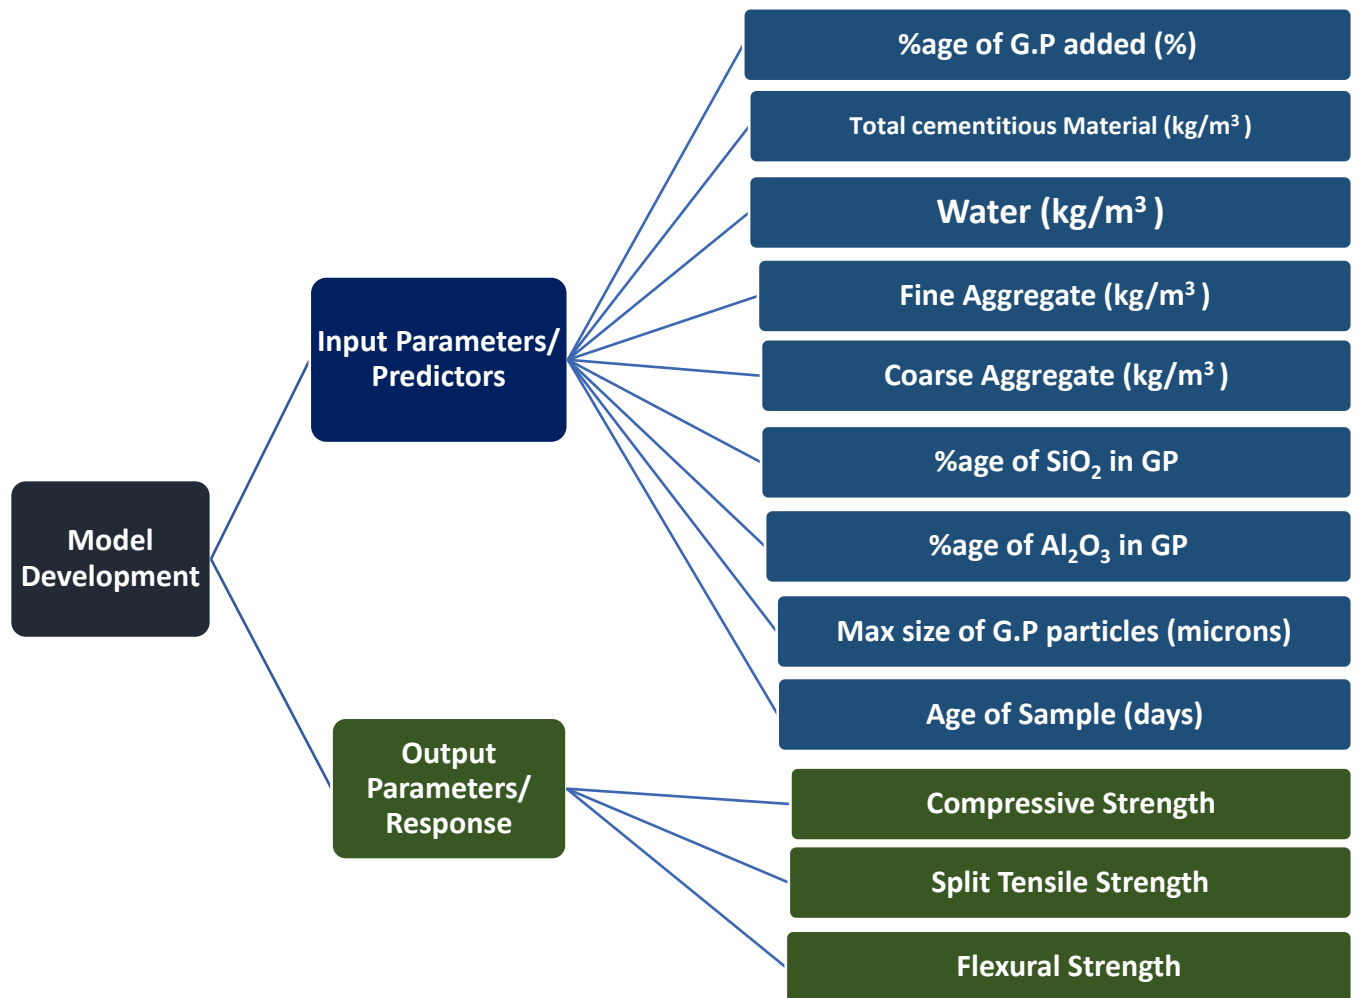 %age of G.P added (%)
Total cementitious Material (kg/m³ )
Water (kg/m³ )
Fine Aggregate (kg/m³ )
Coarse Aggregate (kg/m³ )
%age of SiO₂ in GP
%age of Al₂O₃ in GP
Max size of G.P particles (microns)
Age of Sample (days)
Input Parameters/
Predictors
Model
Development
Output
Parameters/
Response
Compressive Strength
Split Tensile Strength
Flexural Strength